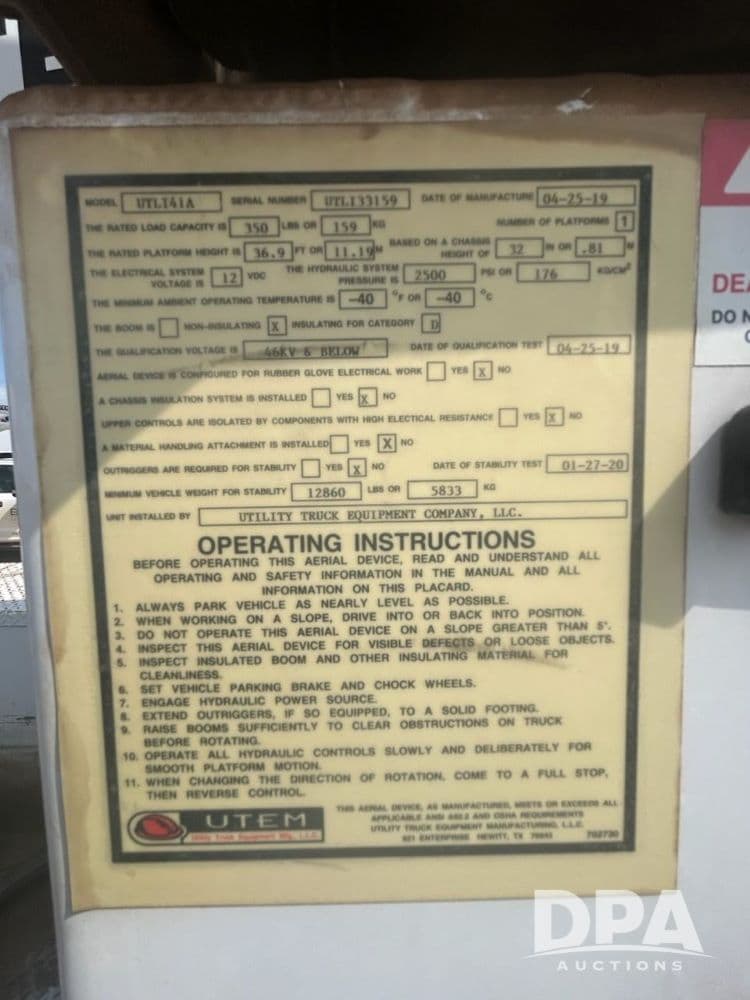 MODEL UTLI41A SERIAL NUMBER UTLI33159 DATE OF MANUFACTURE 04-25-19
THE RATED LOAD CAPACITY IS 350 LBS OR 159 KG NUMBER OF PLATFORMS 1
THE RATED PLATFORM HEIGHT IS 36.9 FT OR 11.19 M BASED ON A CHASSIS HEIGHT OF 32 IN OR .81 M
THE ELECTRICAL SYSTEM VOLTAGE IS 12 VDC THE HYDRAULIC SYSTEM PRESSURE IS 2500 PSI OR 176 KG/CM²
THE MINIMUM AMBIENT OPERATING TEMPERATURE IS -40 °F OR -40 °C
THE BOOM IS NON-INSULATING X INSULATING FOR CATEGORY D
THE QUALIFICATION VOLTAGE IS 46KV & BELOW DATE OF QUALIFICATION TEST 04-25-19
AERIAL DEVICE IS CONFIGURED FOR RUBBER GLOVE ELECTRICAL WORK YES X NO
A CHASSIS INSULATION SYSTEM IS INSTALLED YES X NO
UPPER CONTROLS ARE ISOLATED BY COMPONENTS WITH HIGH ELECTICAL RESISTANCE YES X NO
A MATERIAL HANDLING ATTACHMENT IS INSTALLED YES X NO
OUTRIGGERS ARE REQUIRED FOR STABILITY YES X NO DATE OF STABILITY TEST 01-27-20
MINIMUM VEHICLE WEIGHT FOR STABILITY 12860 LBS OR 5833 KG
UNIT INSTALLED BY UTILITY TRUCK EQUIPMENT COMPANY, LLC.
OPERATING INSTRUCTIONS
BEFORE OPERATING THIS AERIAL DEVICE, READ AND UNDERSTAND ALL
OPERATING AND SAFETY INFORMATION IN THE MANUAL AND ALL
INFORMATION ON THIS PLACARD.
1. ALWAYS PARK VEHICLE AS NEARLY LEVEL AS POSSIBLE.
2. WHEN WORKING ON A SLOPE, DRIVE INTO OR BACK INTO POSITION.
3. DO NOT OPERATE THIS AERIAL DEVICE ON A SLOPE GREATER THAN 5°.
4. INSPECT THIS AERIAL DEVICE FOR VISIBLE DEFECTS OR LOOSE OBJECTS.
5. INSPECT INSULATED BOOM AND OTHER INSULATING MATERIAL FOR
CLEANLINESS.
6. SET VEHICLE PARKING BRAKE AND CHOCK WHEELS.
7. ENGAGE HYDRAULIC POWER SOURCE.
8. EXTEND OUTRIGGERS, IF SO EQUIPPED, TO A SOLID FOOTING.
9. RAISE BOOMS SUFFICIENTLY TO CLEAR OBSTRUCTIONS ON TRUCK
BEFORE ROTATING.
10. OPERATE ALL HYDRAULIC CONTROLS SLOWLY AND DELIBERATELY FOR
SMOOTH PLATFORM MOTION.
11. WHEN CHANGING THE DIRECTION OF ROTATION, COME TO A FULL STOP,
THEN REVERSE CONTROL.
UTEM
Utility Truck Equipment Mfg., L.L.C.
THIS AERIAL DEVICE, AS MANUFACTURED, MEETS OR EXCEEDS ALL
APPLICABLE ANSI A92.2 AND OSHA REQUIREMENTS
UTILITY TRUCK EQUIPMENT MANUFACTURING, L.L.C.
921 ENTERPRISE HEWITT, TX 76643 702730
DEA
DO N
DPA
AUCTIONS